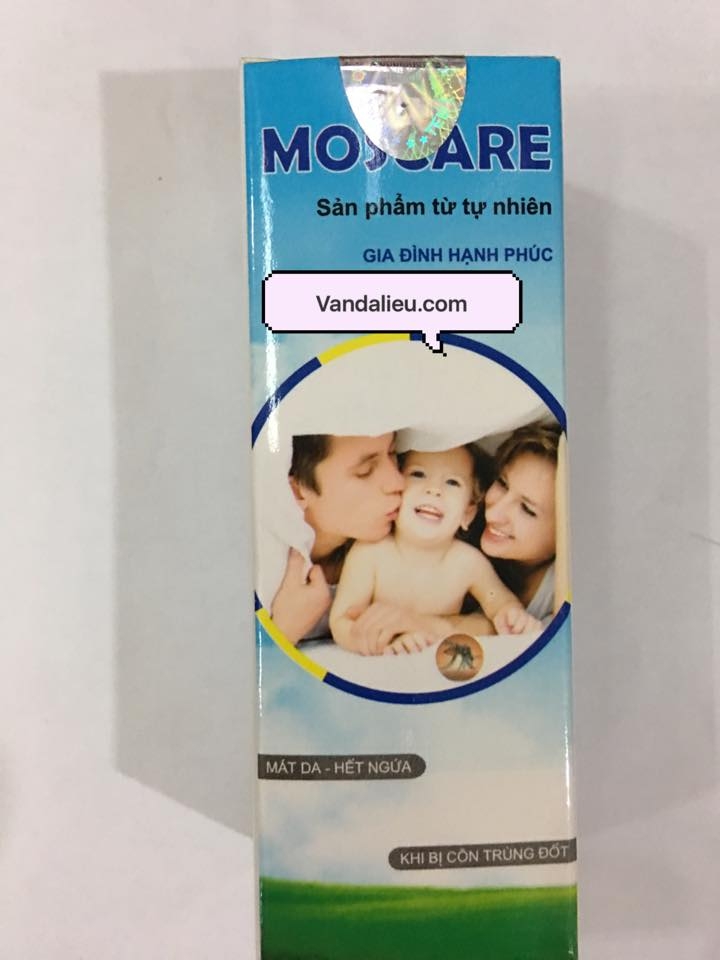 MOSCARE
Sản phẩm từ tự nhiên
GIA ĐÌNH HẠNH PHÚC
Vandalieu.com
MÁT DA - HẾT NGỨA
KHI BỊ CÔN TRÙNG ĐỐT